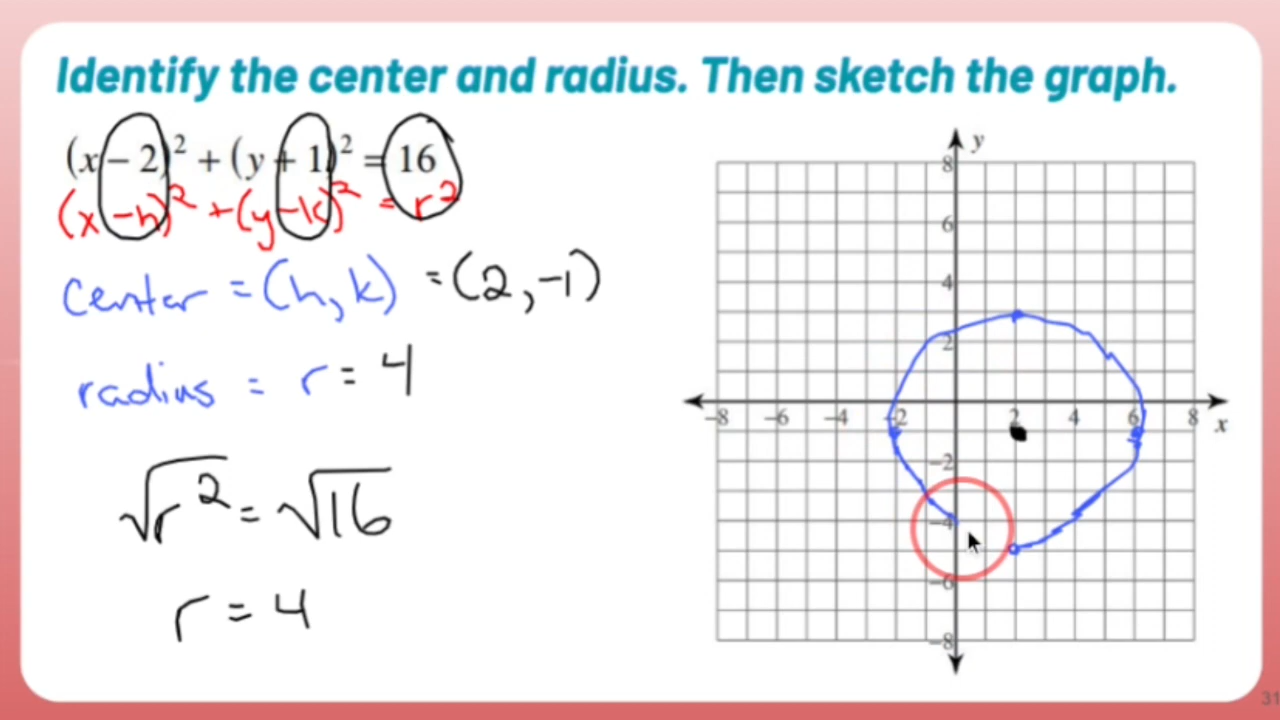 Identify the center and radius. Then sketch the graph.
(x − 2)² + (y + 1)² = 16
(x −h)² +(y −k)² = r²
center = (h, k) = (2, −1)
radius = r = 4
√r² = √16
r = 4
y
8
6
4
2
−8 −6 −4 −2 2 4 6 8 x
−2
−4
−6
−8
31